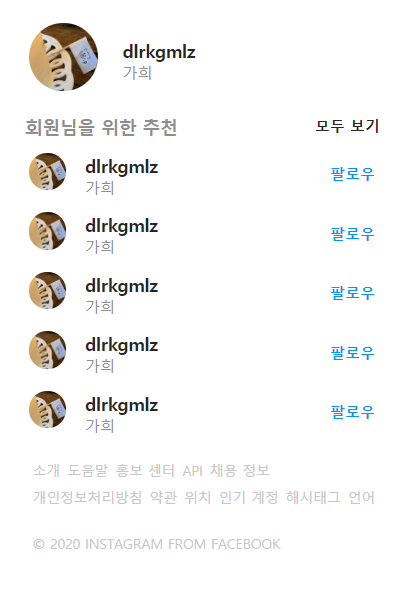 dlrkgmlz
가희
회원님을 위한 추천 모두 보기
dlrkgmlz
가희
팔로우
dlrkgmlz
가희
팔로우
dlrkgmlz
가희
팔로우
dlrkgmlz
가희
팔로우
dlrkgmlz
가희
팔로우
소개 도움말 홍보 센터 API 채용 정보
개인정보처리방침 약관 위치 인기 계정 해시태그 언어
© 2020 INSTAGRAM FROM FACEBOOK